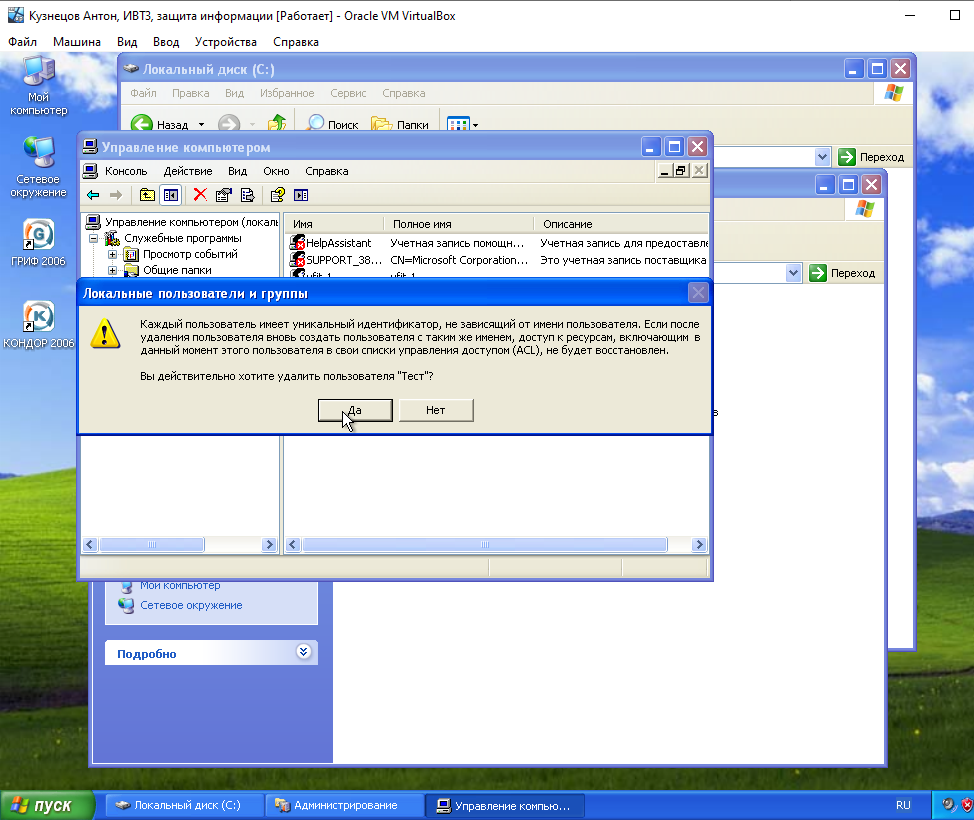 Кузнецов Антон, ИВТЗ, защита информации [Работает] - Oracle VM VirtualBox
Файл Машина Вид Ввод Устройства Справка
Мой компьютер
Сетевое окружение
ГРИФ 2006
КОНДОР 2006
Локальный диск (C:)
Файл Правка Вид Избранное Сервис Справка
Назад Поиск Папки
Переход
Переход
Управление компьютером
Консоль Действие Вид Окно Справка
Управление компьютером (локал
Служебные программы
Просмотр событий
Общие папки
Имя Полное имя Описание
HelpAssistant Учетная запись помощн... Учетная запись для предоставле
SUPPORT_38... CN=Microsoft Corporation... Это учетная запись поставщика
Локальные пользователи и группы
Каждый пользователь имеет уникальный идентификатор, не зависящий от имени пользователя. Если после
удаления пользователя вновь создать пользователя с таким же именем, доступ к ресурсам, включающим в
данный момент этого пользователя в свои списки управления доступом (ACL), не будет восстановлен.
Вы действительно хотите удалить пользователя "Тест"?
Да Нет
в
Мой компьютер
Сетевое окружение
Подробно
пуск Локальный диск (C:) Администрирование Управление компью... RU